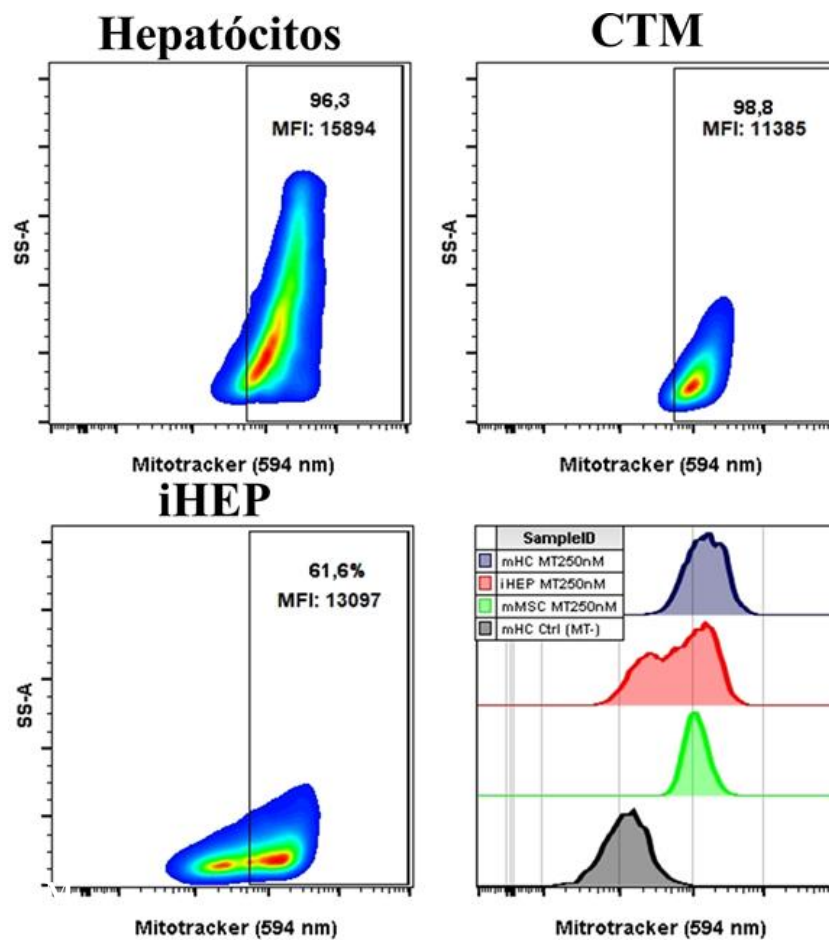 Hepatócitos
96,3
MFI: 15894
SS-A
Mitotracker (594 nm)
CTM
98,8
MFI: 11385
SS-A
Mitotracker (594 nm)
iHEP
61,6%
MFI: 13097
SS-A
Mitotracker (594 nm)
SampleID
mHC MT250nM
iHEP MT250nM
mMSC MT250nM
mHC Ctrl (MT-)
Mitrotracker (594 nm)